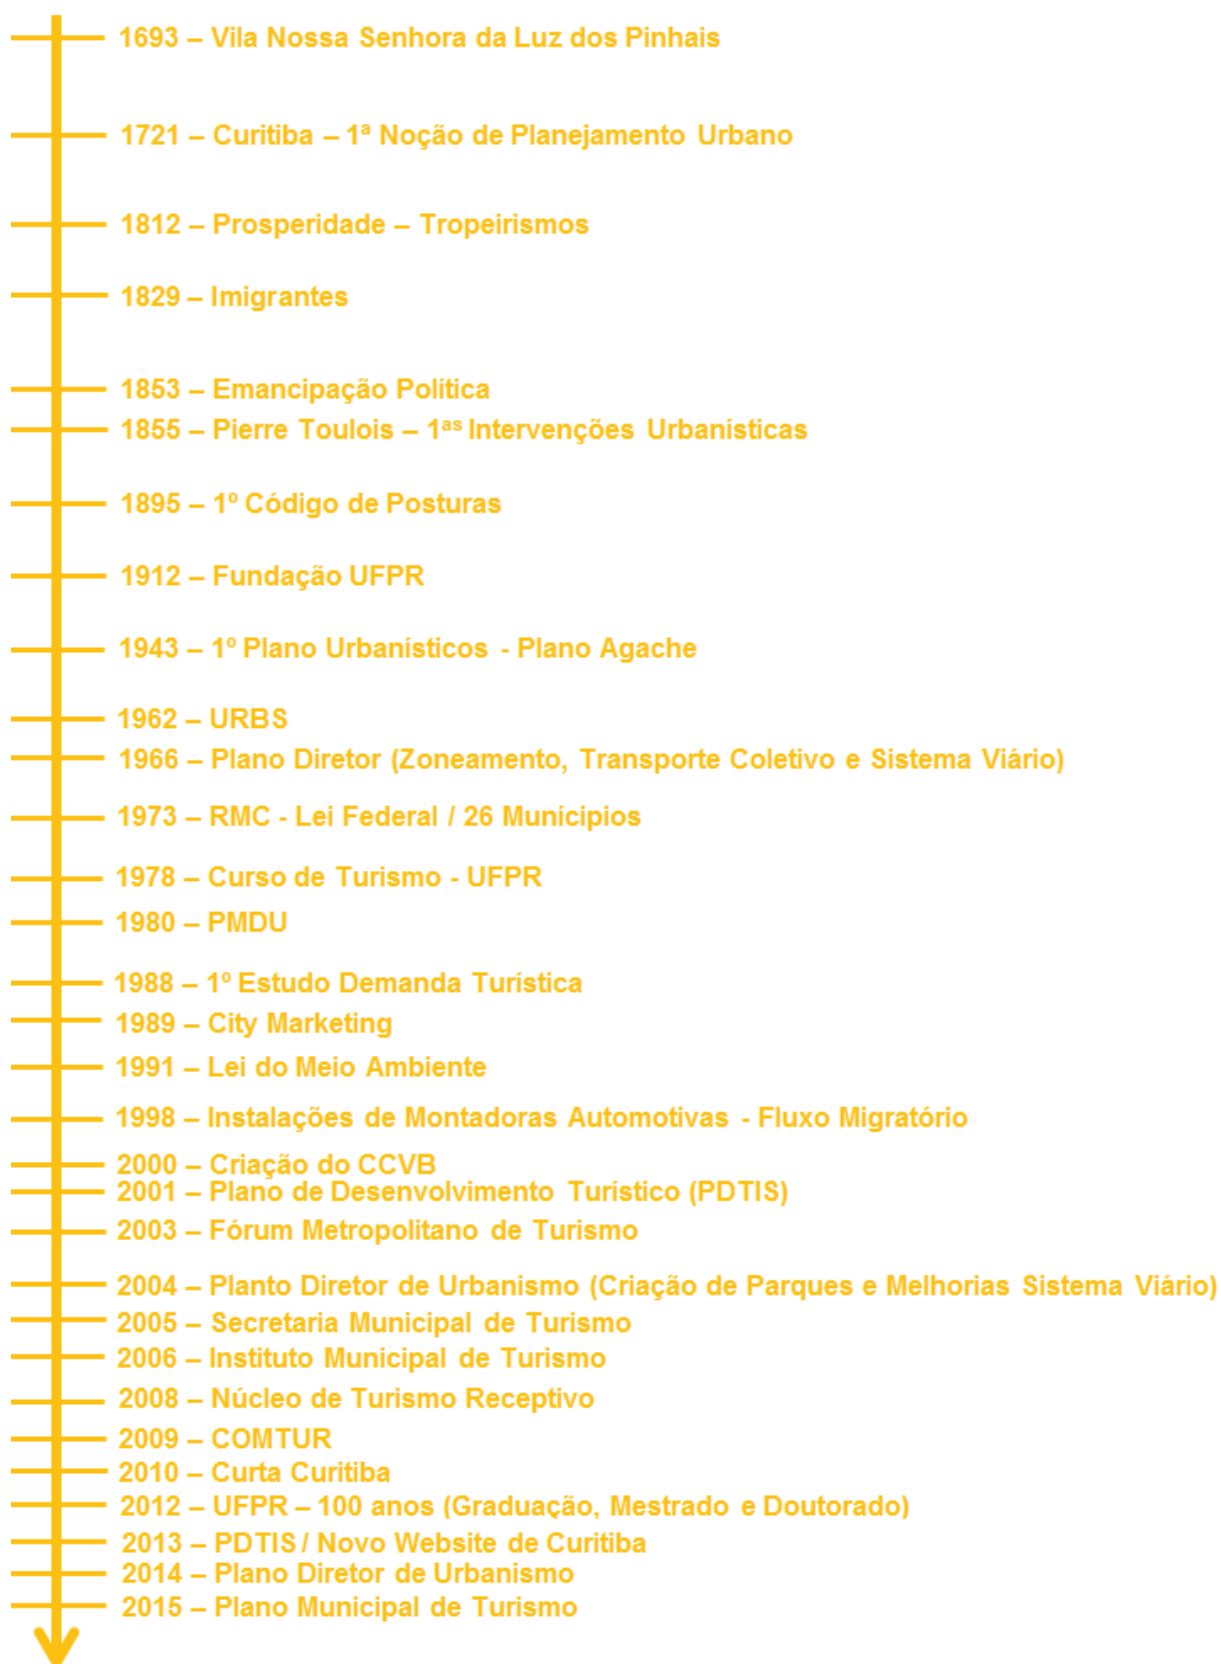 1693 – Vila Nossa Senhora da Luz dos Pinhais
1721 – Curitiba – 1ª Noção de Planejamento Urbano
1812 – Prosperidade – Tropeirismos
1829 – Imigrantes
1853 – Emancipação Política
1855 – Pierre Toulois – 1as Intervenções Urbanísticas
1895 – 1º Código de Posturas
1912 – Fundação UFPR
1943 – 1º Plano Urbanísticos - Plano Agache
1962 – URBS
1966 – Plano Diretor (Zoneamento, Transporte Coletivo e Sistema Viário)
1973 – RMC - Lei Federal / 26 Munícipios
1978 – Curso de Turismo - UFPR
1980 – PMDU
1988 – 1º Estudo Demanda Turística
1989 – City Marketing
1991 – Lei do Meio Ambiente
1998 – Instalações de Montadoras Automotivas - Fluxo Migratório
2000 – Criação do CCVB
2001 – Plano de Desenvolvimento Turístico (PDTIS)
2003 – Fórum Metropolitano de Turismo
2004 – Planto Diretor de Urbanismo (Criação de Parques e Melhorias Sistema Viário)
2005 – Secretaria Municipal de Turismo
2006 – Instituto Municipal de Turismo
2008 – Núcleo de Turismo Receptivo
2009 – COMTUR
2010 – Curta Curitiba
2012 – UFPR – 100 anos (Graduação, Mestrado e Doutorado)
2013 – PDTIS / Novo Website de Curitiba
2014 – Plano Diretor de Urbanismo
2015 – Plano Municipal de Turismo